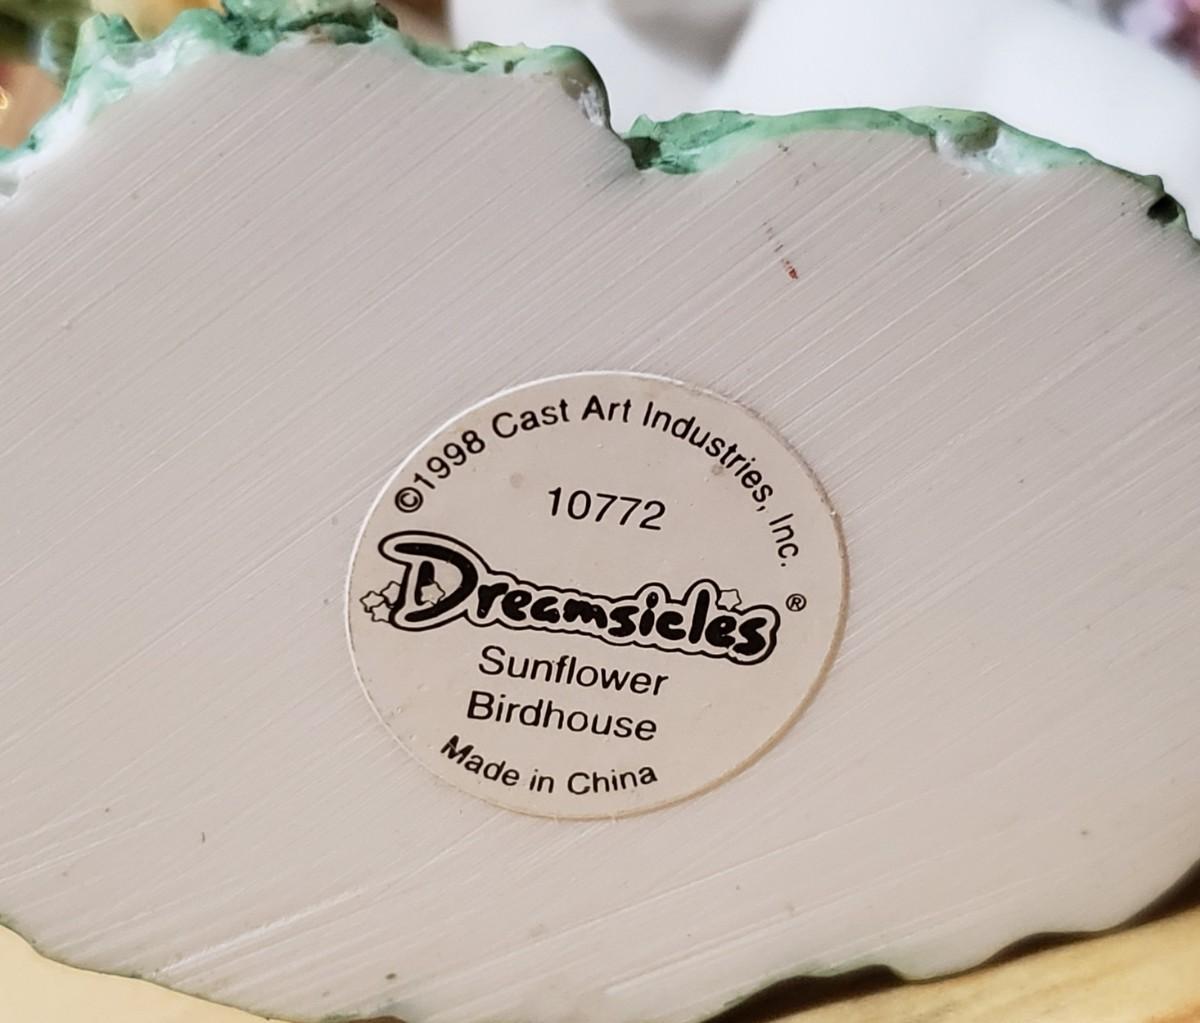 ©1998 Cast Art Industries, Inc.
10772
Dreamsicles ®
Sunflower
Birdhouse
Made in China